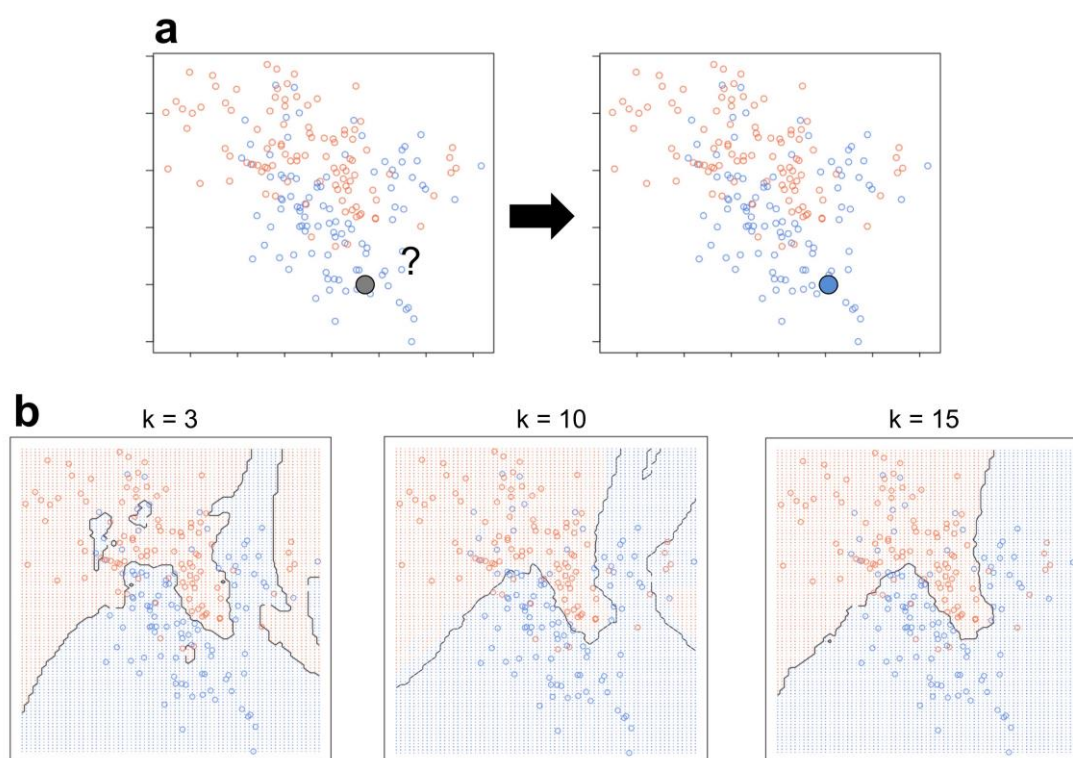 a
?
b
k = 3
k = 10
k = 15